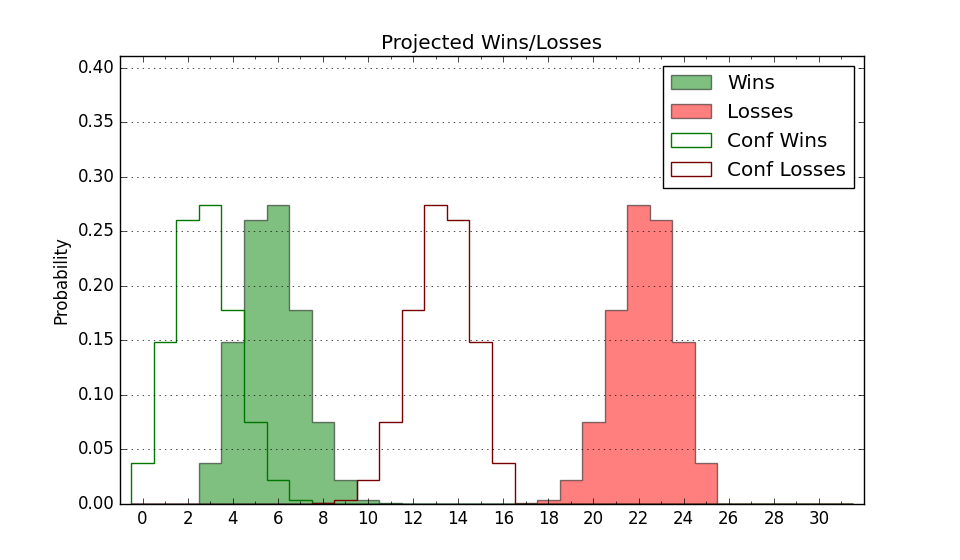 Projected Wins/Losses
Wins
Losses
Conf Wins
Conf Losses
Probability
0.40
0.35
0.30
0.25
0.20
0.15
0.10
0.05
0.00
0 2 4 6 8 10 12 14 16 18 20 22 24 26 28 30